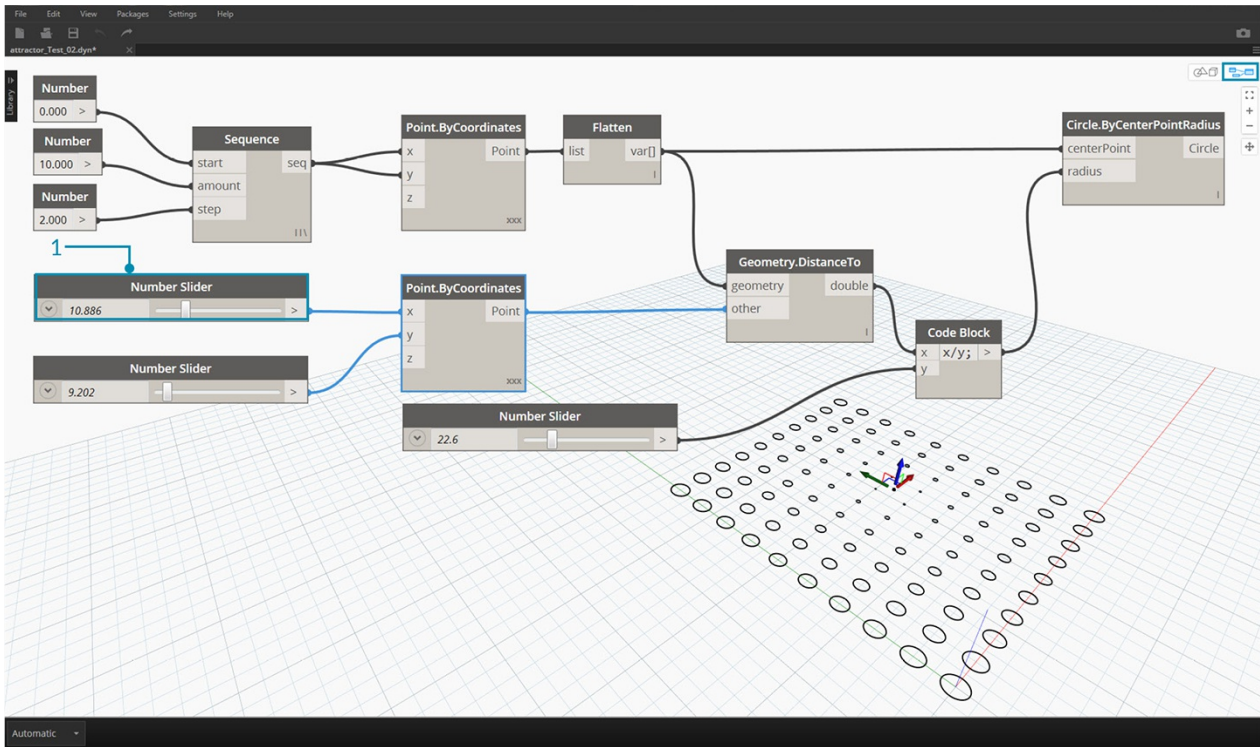 File Edit View Packages Settings Help
attractor_Test_02.dyn* ×
Library
Number
0.000 >
Number
10.000 >
Number
2.000 >
Sequence
start seq
amount
step
Point.ByCoordinates
x Point
y
z
xxx
Flatten
list var[]
Circle.ByCenterPointRadius
centerPoint Circle
radius
1
Number Slider
10.886 >
Number Slider
9.202 >
Point.ByCoordinates
x Point
y
z
xxx
Geometry.DistanceTo
geometry double
other
Code Block
x x/y; >
y
Number Slider
22.6 >
Automatic